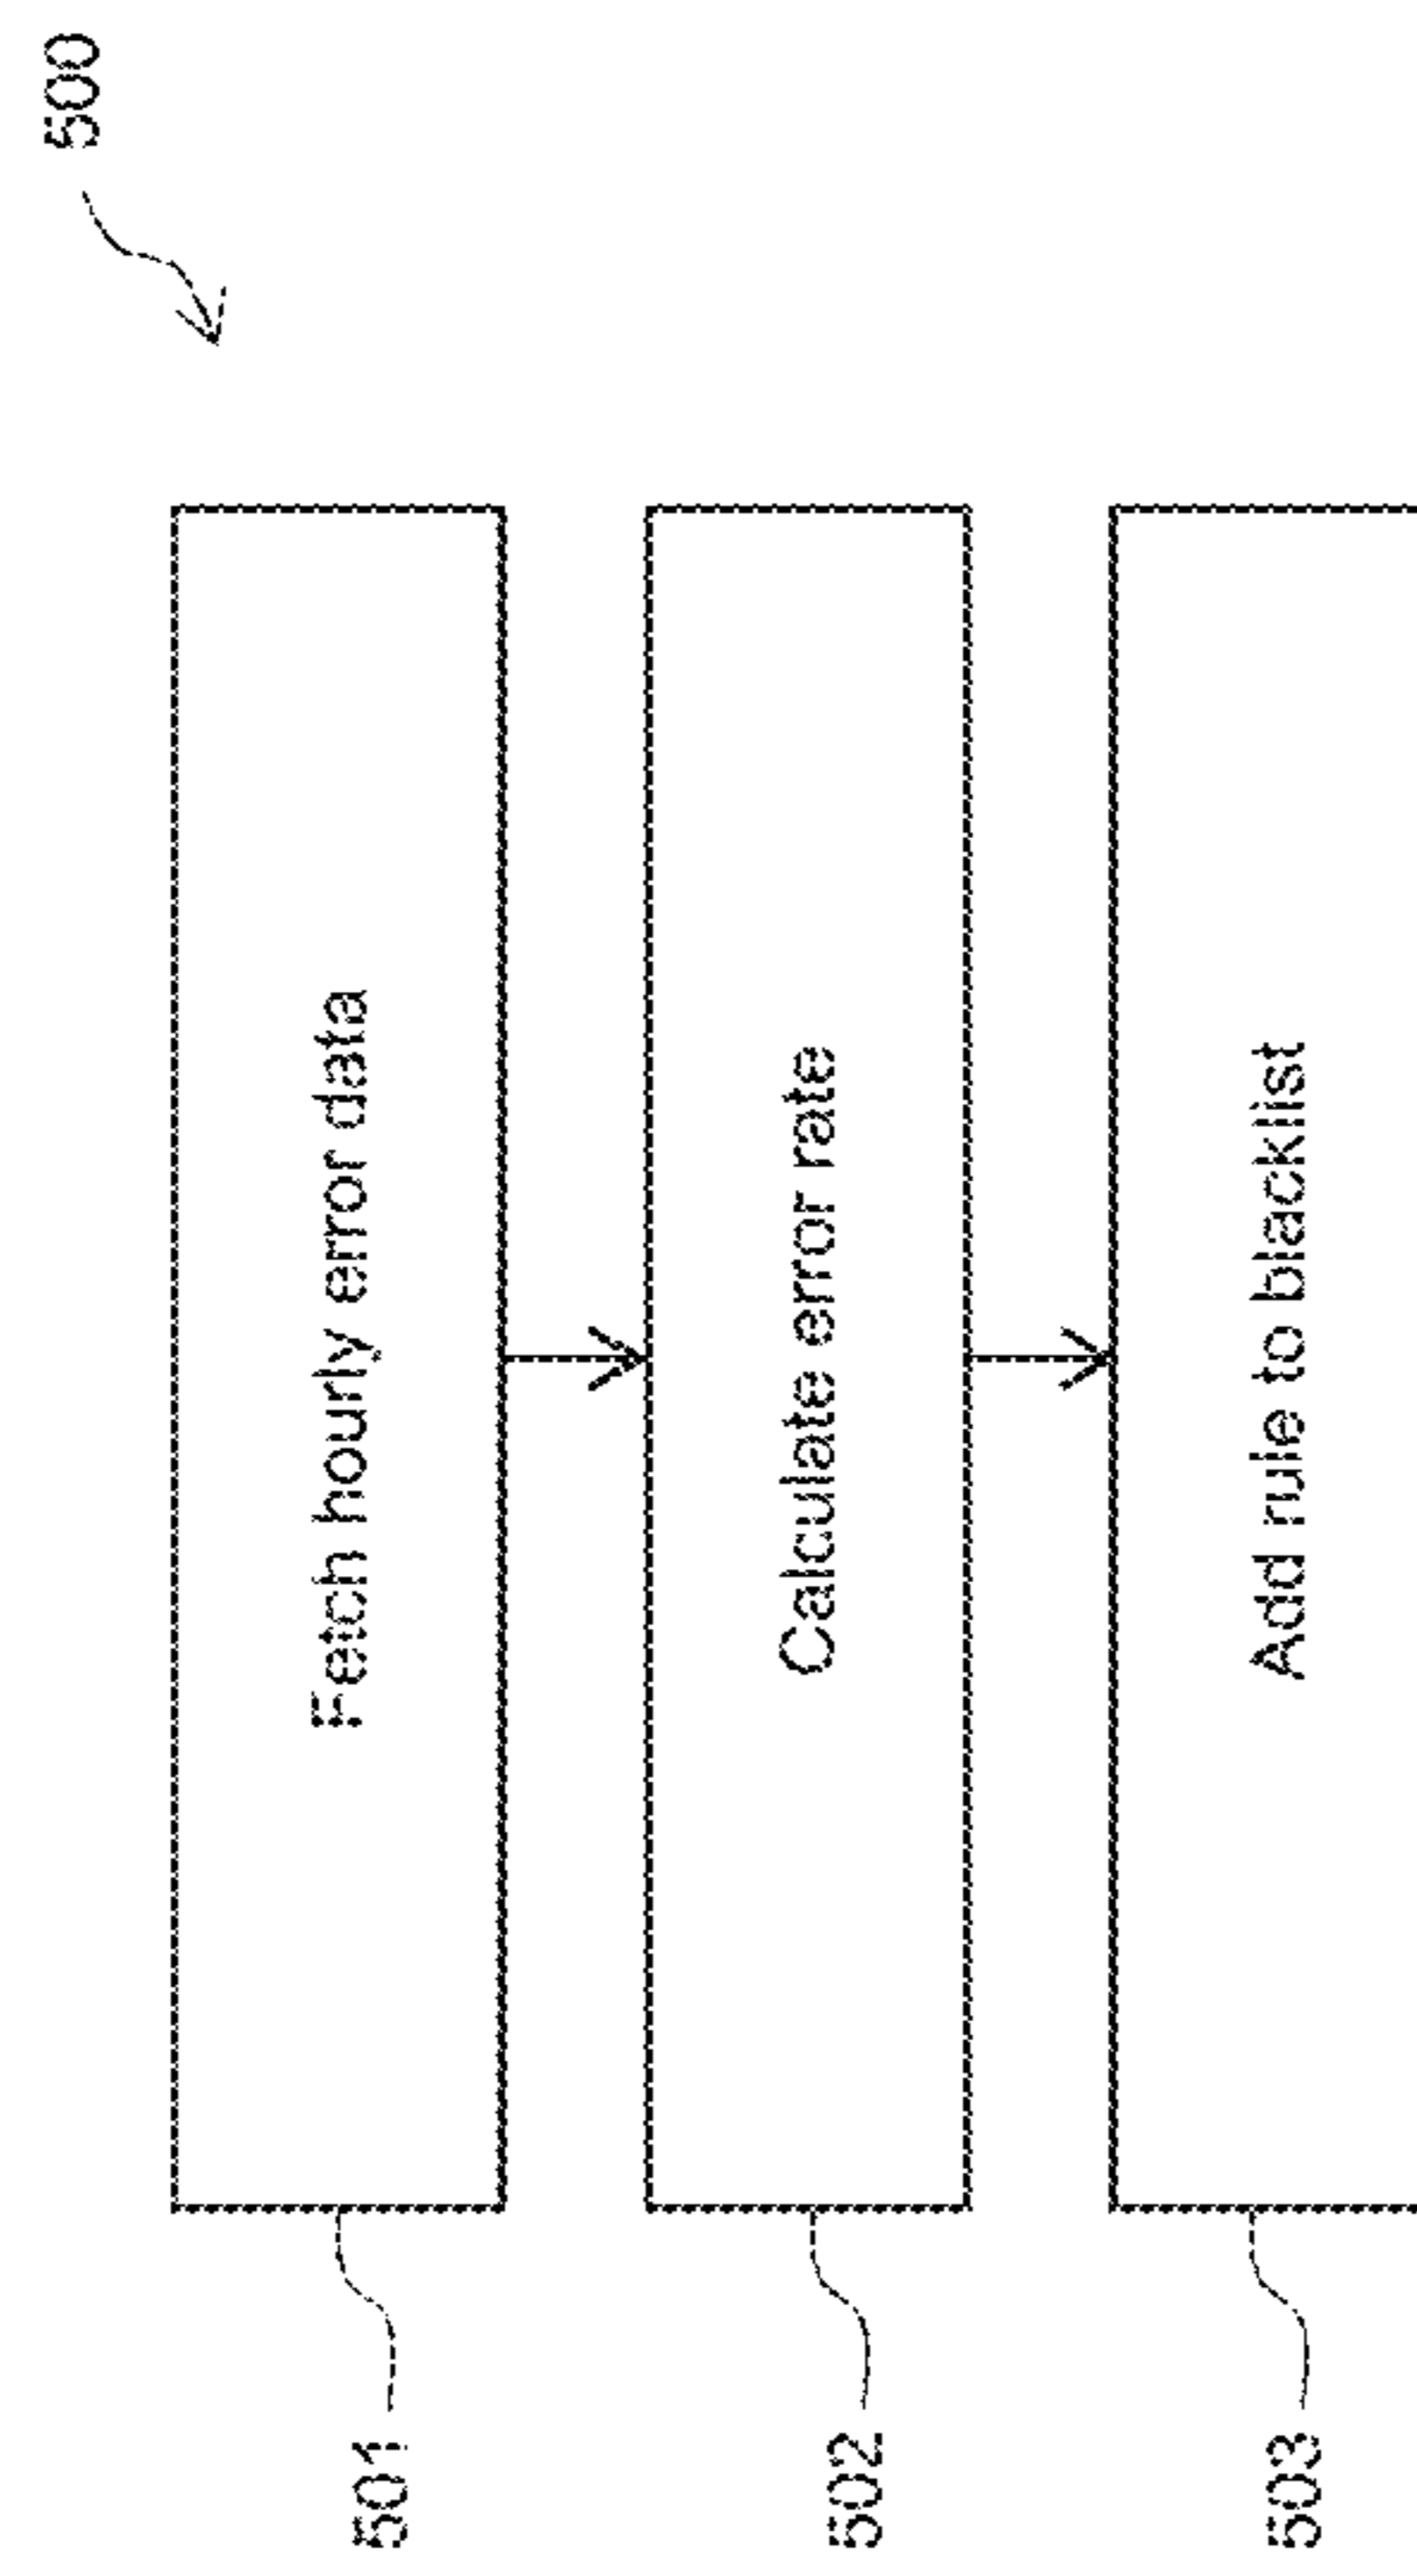 500
501
Fetch hourly error data
502
Calculate error rate
503
Add rule to blacklist